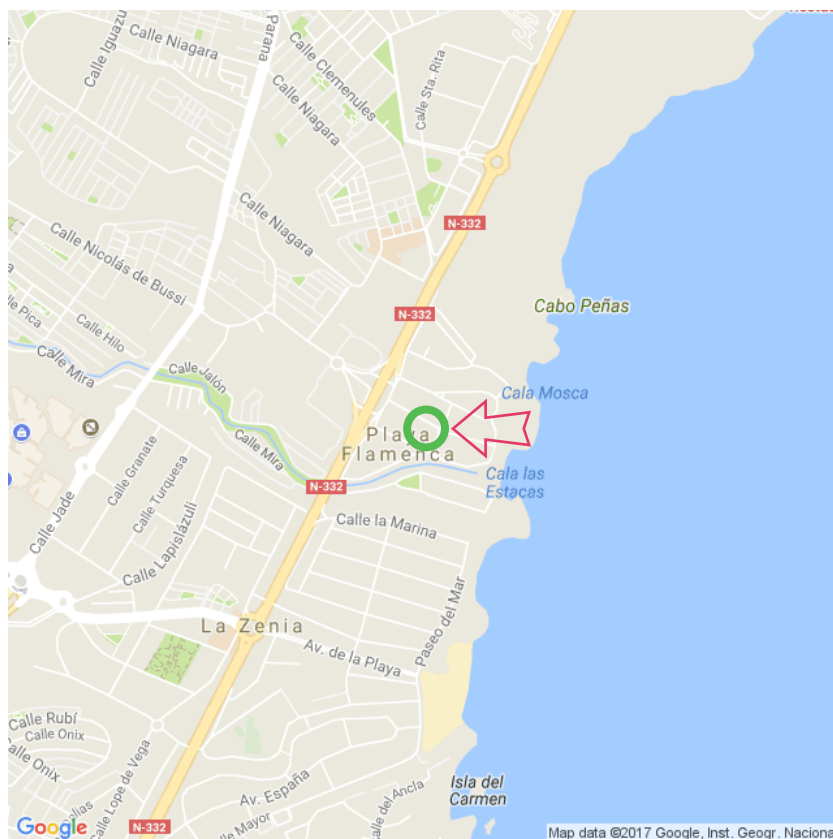 Calle Iguazu
Calle Niagara
Parana
Calle Clemenules
Calle Sta. Rita
Calle Niagara
Calle Niagara
N-332
Calle Nicolás de Bussi
N-332
Cabo Peñas
Calle Pica
Calle Hilo
Calle Mira
Calle Jalón
Cala Mosca
Calle Mira
Playa
Flamenca
Cala las
Estacas
Calle Granate
Calle Turquesa
N-332
Calle la Marina
Calle Jade
Calle Lapislázuli
La Zenia
Av. de la Playa
Paseo del Mar
Calle Rubí
Calle Onix
Calle Onix
Calle Lope de Vega
Av. España
Isla del
Carmen
Calle del Ancla
Calle Mayor
N-332
Google
Map data ©2017 Google, Inst. Geogr. Naciona